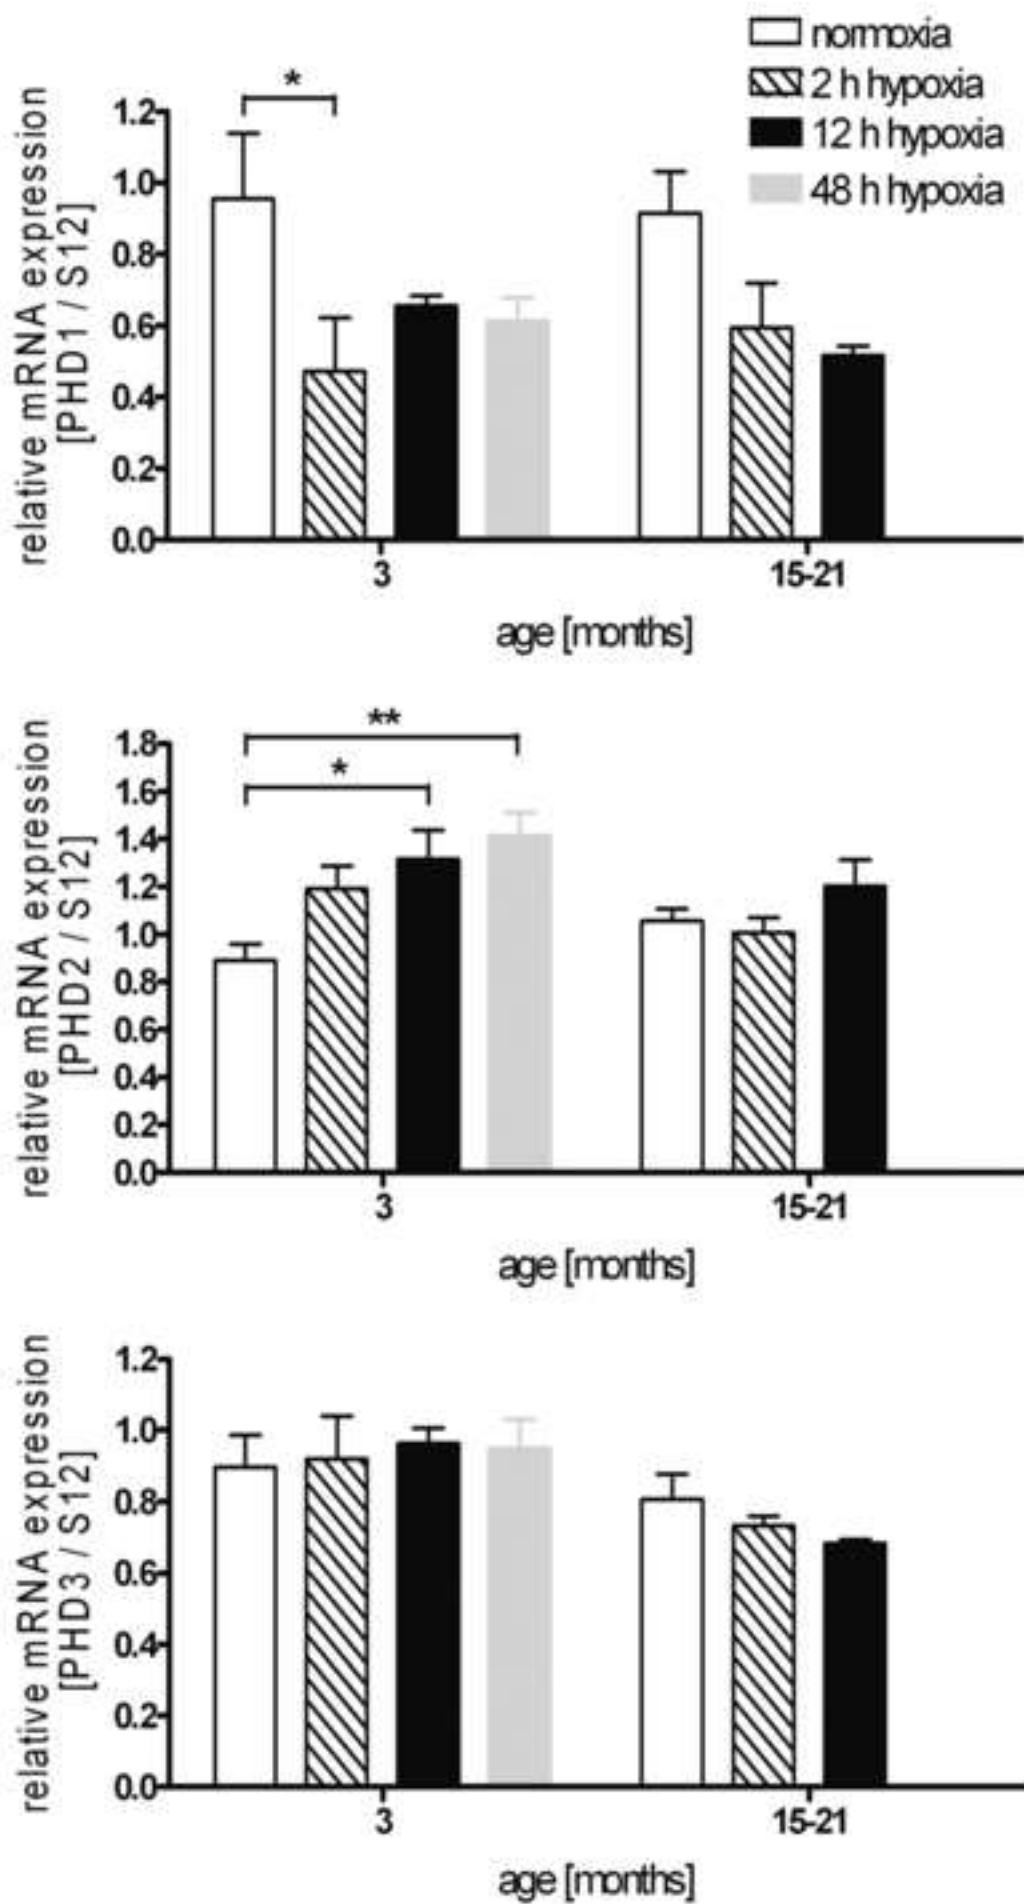 normoxia
2 h hypoxia
12 h hypoxia
48 h hypoxia
*
relative mRNA expression
[PHD1 / S12]
1.2
1.0
0.8
0.6
0.4
0.2
0.0
3
15-21
age [months]
**
*
relative mRNA expression
[PHD2 / S12]
1.8
1.6
1.4
1.2
1.0
0.8
0.6
0.4
0.2
0.0
3
15-21
age [months]
relative mRNA expression
[PHD3 / S12]
1.2
1.0
0.8
0.6
0.4
0.2
0.0
3
15-21
age [months]